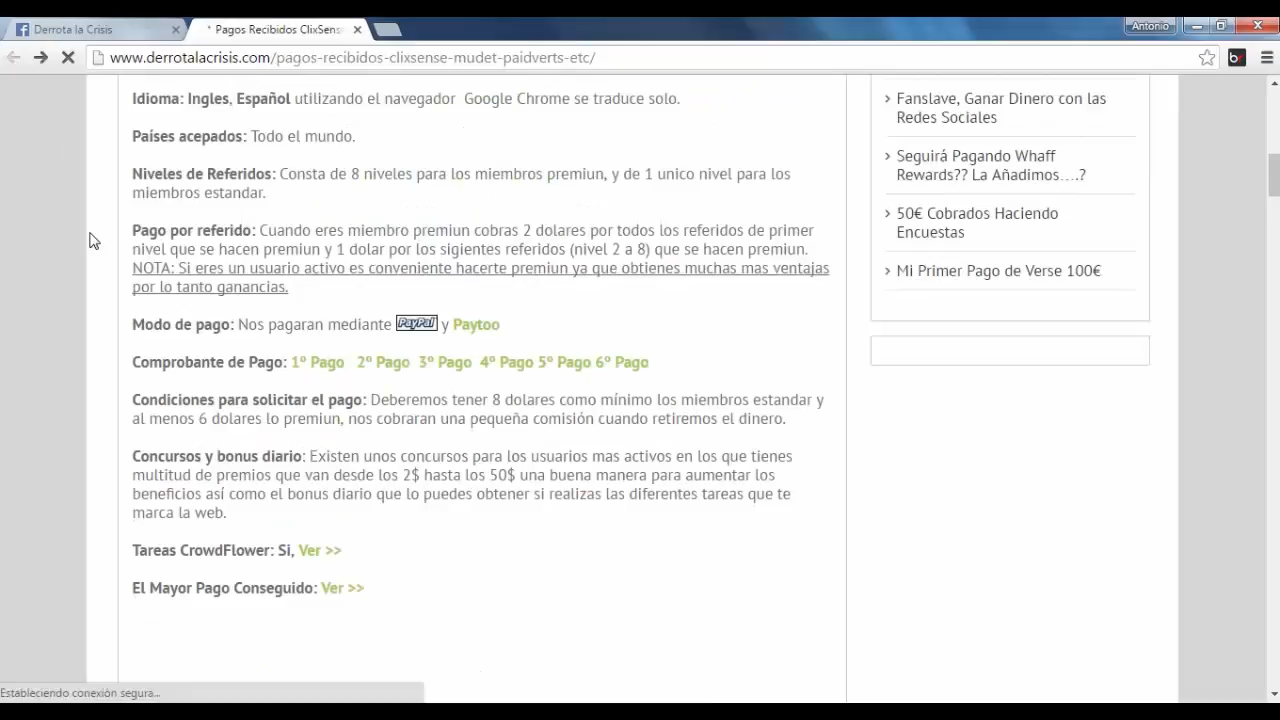 Derrota la Crisis
Pagos Recibidos ClixSens
Antonio
www.derrotalacrisis.com/pagos-recibidos-clixsense-mudet-paidverts-etc/
Idioma: Ingles, Español utilizando el navegador Google Chrome se traduce solo.
Países acepados: Todo el mundo.
Niveles de Referidos: Consta de 8 niveles para los miembros premiun, y de 1 unico nivel para los
miembros estandar.
Pago por referido: Cuando eres miembro premiun cobras 2 dolares por todos los referidos de primer
nivel que se hacen premiun y 1 dolar por los sigientes referidos (nivel 2 a 8) que se hacen premiun.
NOTA: Si eres un usuario activo es conveniente hacerte premiun ya que obtienes muchas mas ventajas
por lo tanto ganancias.
Modo de pago: Nos pagaran mediante PayPal y Paytoo
Comprobante de Pago: 1º Pago 2º Pago 3º Pago 4º Pago 5º Pago 6º Pago
Condiciones para solicitar el pago: Deberemos tener 8 dolares como mínimo los miembros estandar y
al menos 6 dolares lo premiun, nos cobraran una pequeña comisión cuando retiremos el dinero.
Concursos y bonus diario: Existen unos concursos para los usuarios mas activos en los que tienes
multitud de premios que van desde los 2$ hasta los 50$ una buena manera para aumentar los
beneficios así como el bonus diario que lo puedes obtener si realizas las diferentes tareas que te
marca la web.
Tareas CrowdFlower: Si, Ver >>
El Mayor Pago Conseguido: Ver >>
Fanslave, Ganar Dinero con las
Redes Sociales
Seguirá Pagando Whaff
Rewards?? La Añadimos….?
50€ Cobrados Haciendo
Encuestas
Mi Primer Pago de Verse 100€
Estableciendo conexión segura...